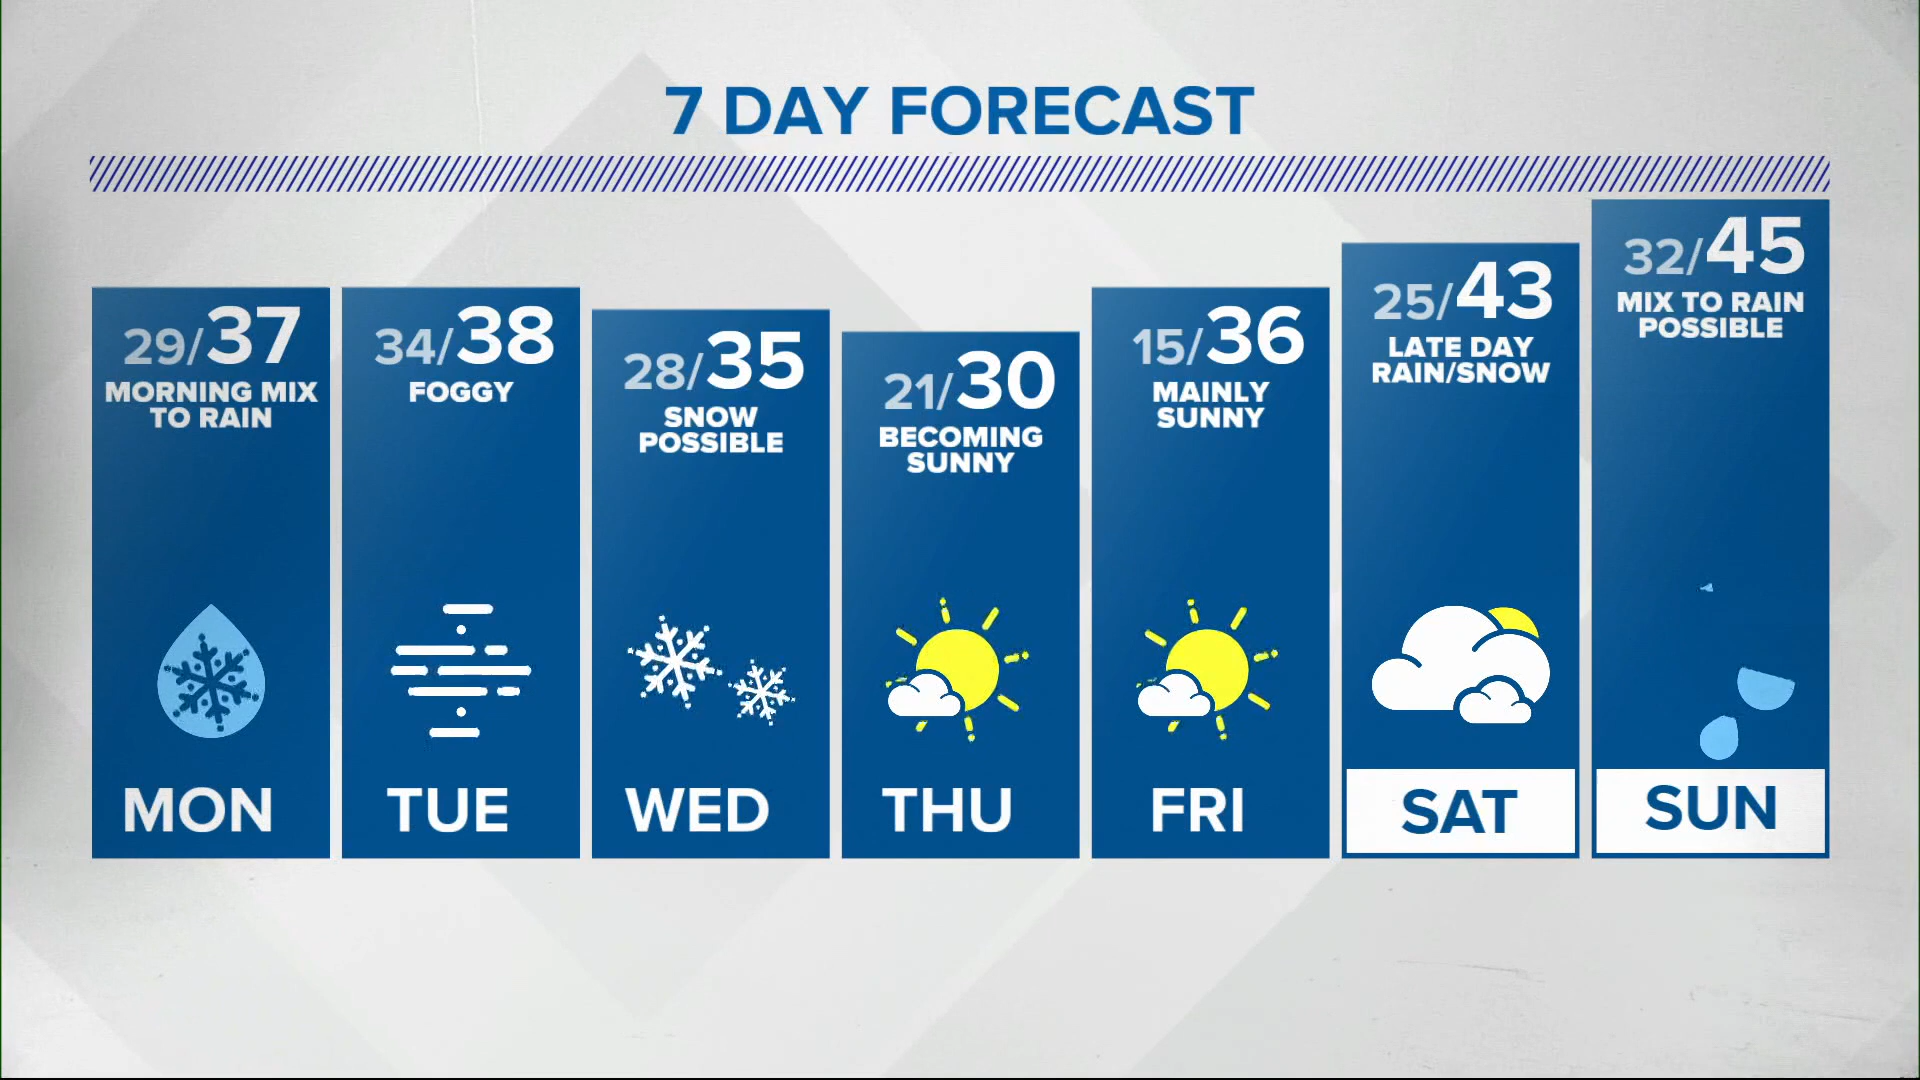 7 DAY FORECAST
29/37
MORNING MIX
TO RAIN
MON
34/38
FOGGY
TUE
28/35
SNOW
POSSIBLE
WED
21/30
BECOMING
SUNNY
THU
15/36
MAINLY
SUNNY
FRI
25/43
LATE DAY
RAIN/SNOW
SAT
32/45
MIX TO RAIN
POSSIBLE
SUN